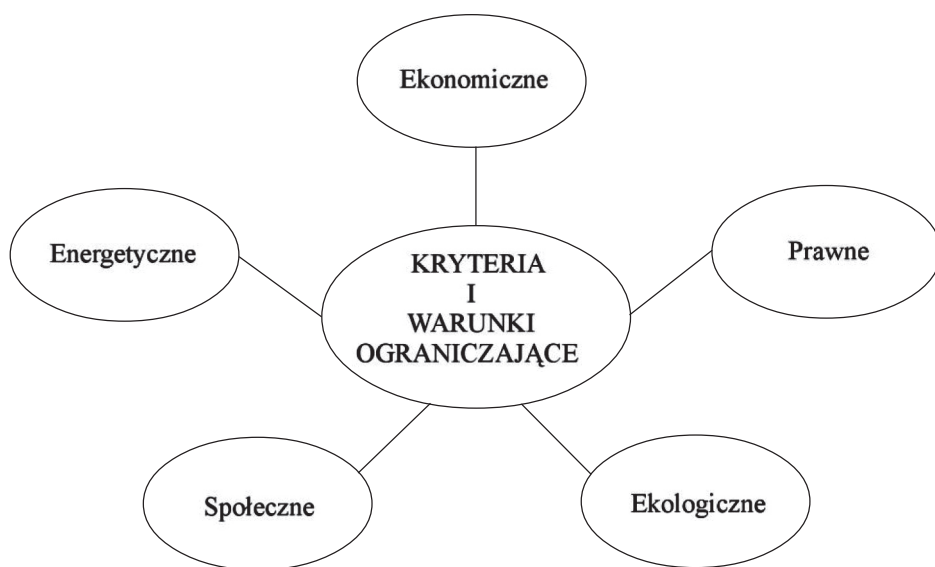 Ekonomiczne
Energetyczne
Prawne
KRYTERIA
I
WARUNKI
OGRANICZAJĄCE
Społeczne
Ekologiczne